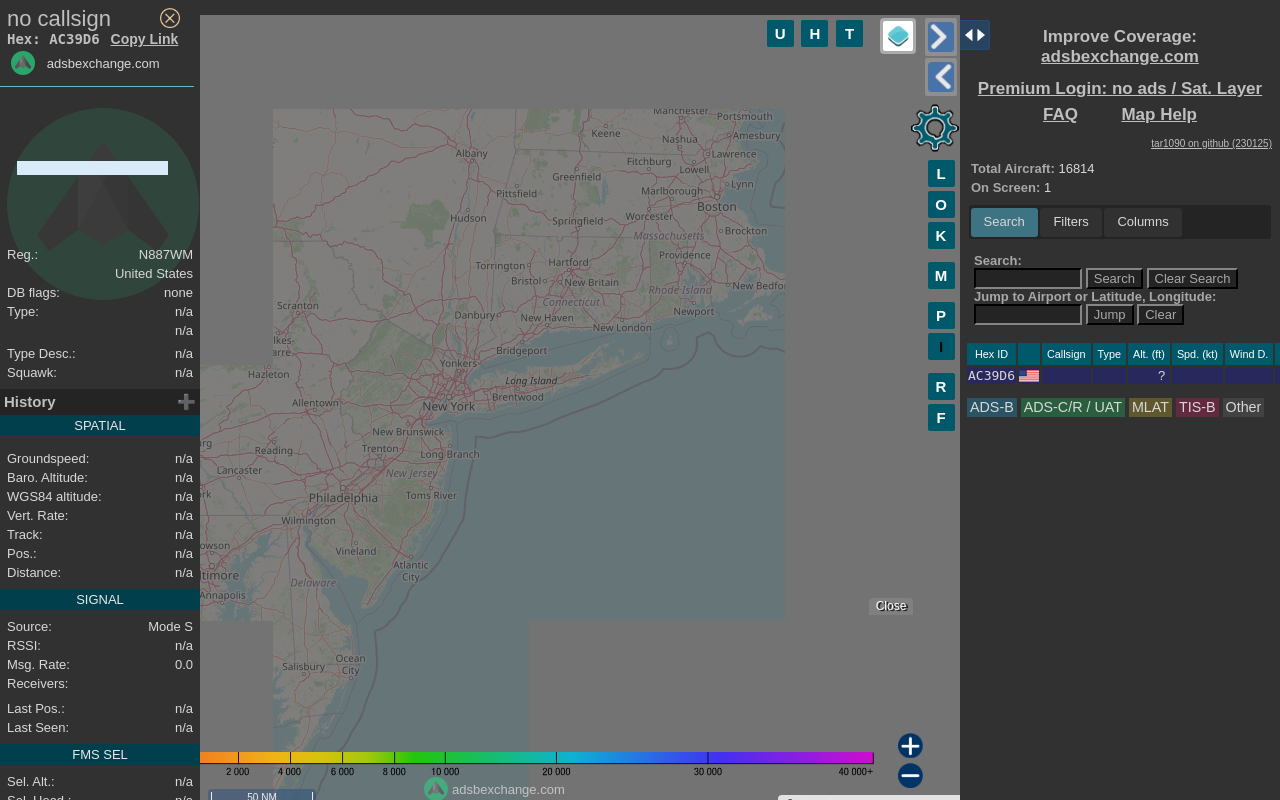 no callsign
Hex: AC39D6 Copy Link
adsbexchange.com
Reg.: N887WM
United States
DB flags: none
Type: n/a
n/a
Type Desc.: n/a
Squawk: n/a
History
SPATIAL
Groundspeed: n/a
Baro. Altitude: n/a
WGS84 altitude: n/a
Vert. Rate: n/a
Track: n/a
Pos.: n/a
Distance: n/a
SIGNAL
Source: Mode S
RSSI: n/a
Msg. Rate: 0.0
Receivers:
Last Pos.: n/a
Last Seen: n/a
FMS SEL
Sel. Alt.: n/a
Sel. Head.: n/a
U H T
L
O
K
M
P
I
R
F
Manchester
Portsmouth
Keene
Nashua
Amesbury
Albany
Fitchburg
Lawrence
Greenfield
Lowell
Pittsfield
Marlborough
Lynn
Hudson
Springfield
Worcester
Boston
Massachusetts
Brockton
Torrington
Hartford
Providence
Bristol
New Britain
Rhode Island
New Bedfor
Scranton
Connecticut
Danbury
New Haven
Newport
New London
lkes-
arre
Bridgeport
Yonkers
Hazleton
Long Island
Allentown
New York
Brentwood
New Brunswick
Reading
Trenton
Long Branch
Lancaster
New Jersey
Philadelphia
Toms River
Wilmington
Vineland
Atlantic
City
ltimore
Delaware
Annapolis
Ocean
City
Salisbury
Close
2 000 4 000 6 000 8 000 10 000 20 000 30 000 40 000+
adsbexchange.com
50 NM
Improve Coverage:
adsbexchange.com
Premium Login: no ads / Sat. Layer
FAQ Map Help
tar1090 on github (230125)
Total Aircraft: 16814
On Screen: 1
Search Filters Columns
Search:
Search Clear Search
Jump to Airport or Latitude, Longitude:
Jump Clear
Hex ID Callsign Type Alt. (ft) Spd. (kt) Wind D.
AC39D6 ?
ADS-B ADS-C/R / UAT MLAT TIS-B Other